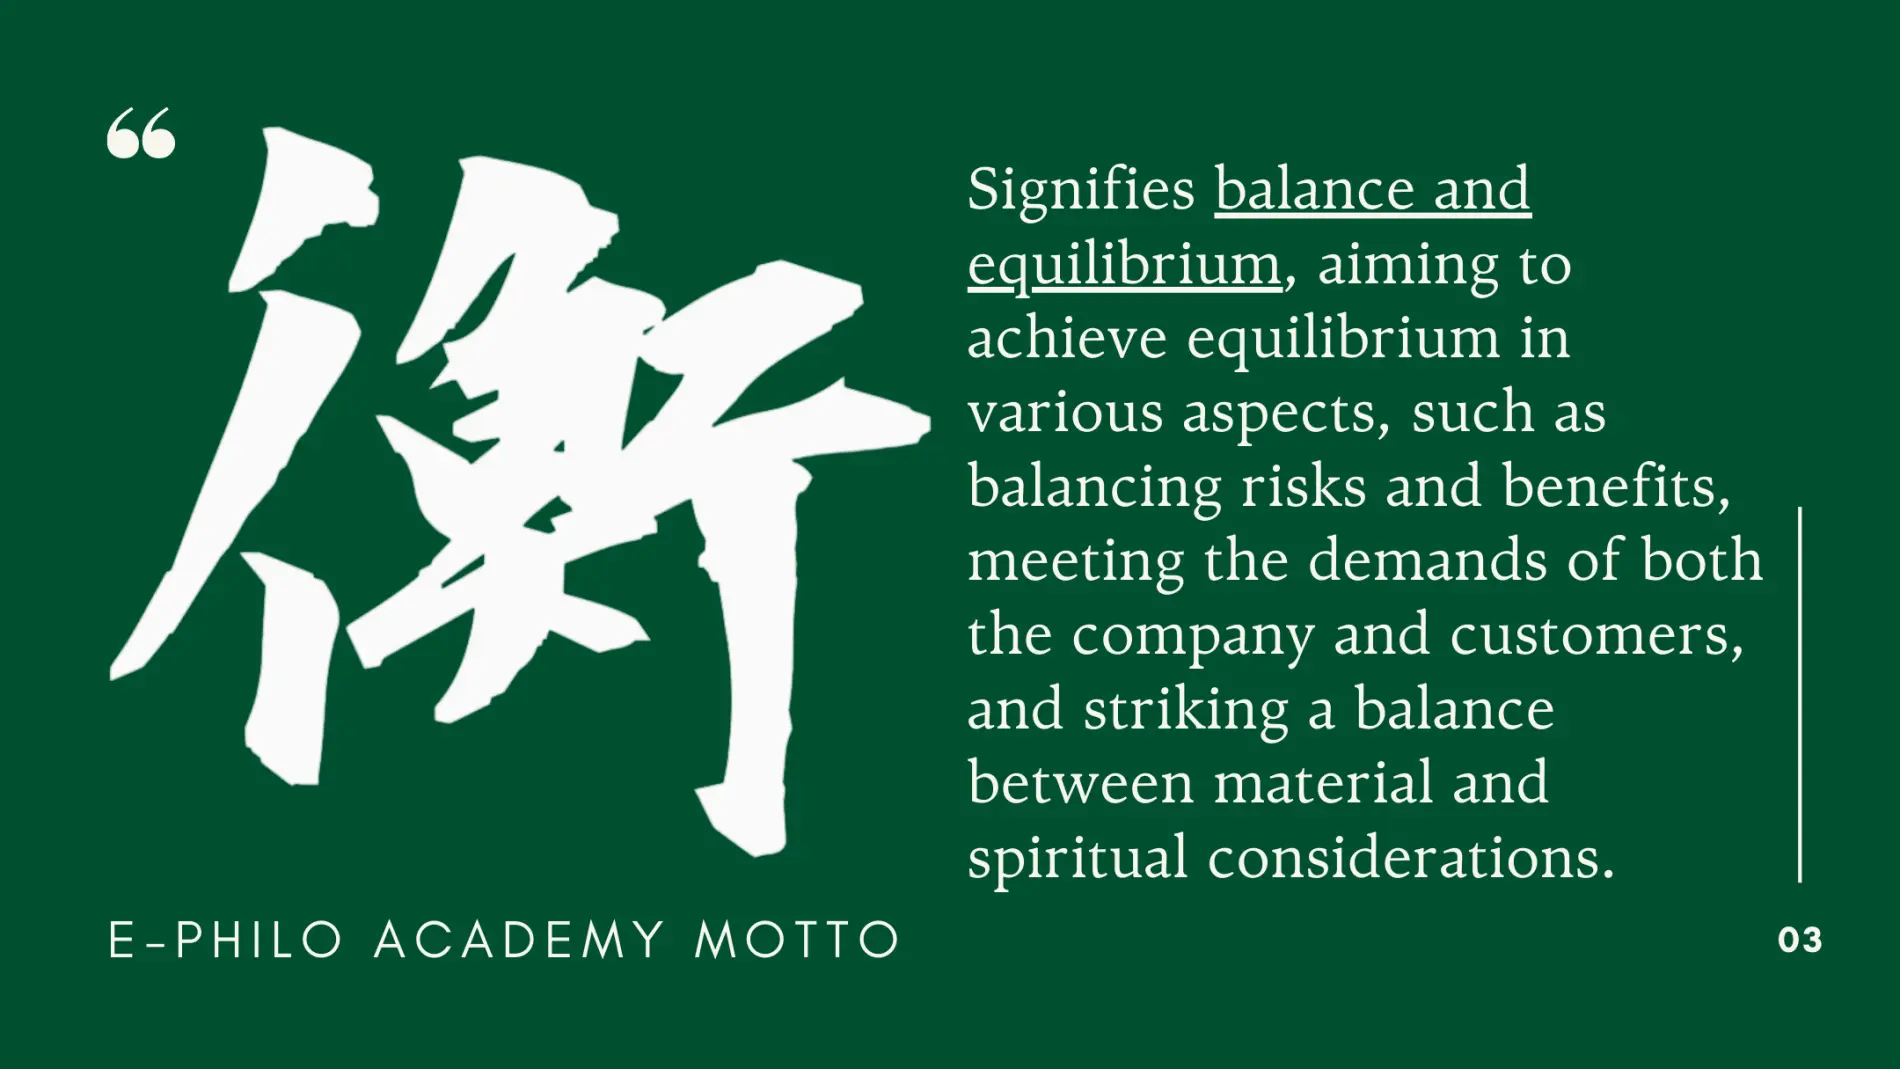 “
衡
Signifies balance and
equilibrium, aiming to
achieve equilibrium in
various aspects, such as
balancing risks and benefits,
meeting the demands of both
the company and customers,
and striking a balance
between material and
spiritual considerations.
E-PHILO ACADEMY MOTTO
03